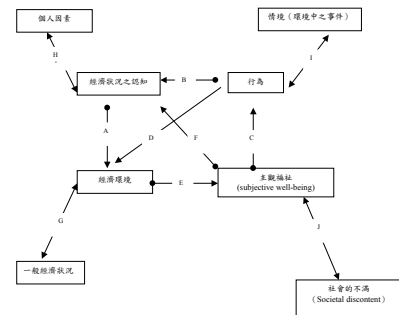 個人因素
情境（環境中之事件）
H
I
經濟狀況之認知
B
行為
A
D
F
C
經濟環境
E
主觀福祉
(subjective well-being)
G
J
一般經濟狀況
社會的不滿
（Societal discontent）